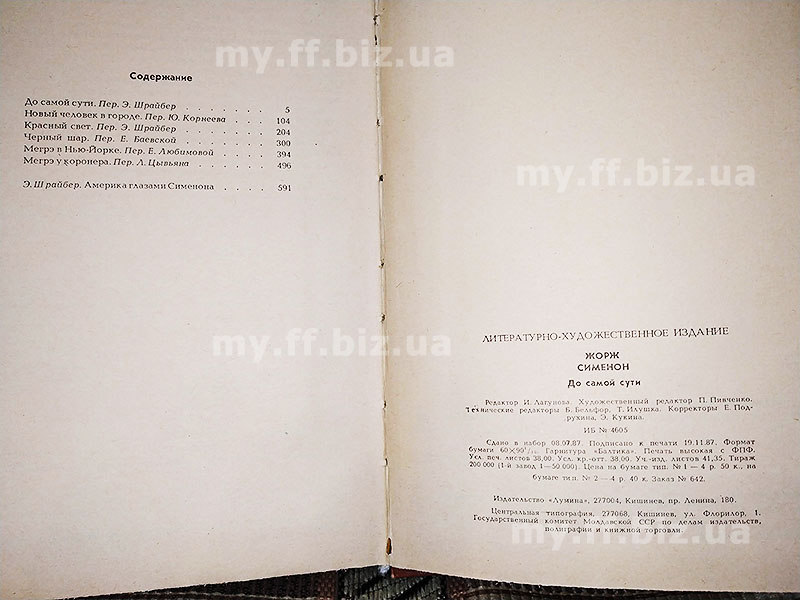 my.ff.biz.ua
Содержание
До самой сути. Пер. Э. Шрайбер . . . . . . . 5
Новый человек в городе. Пер. Ю. Корнеева . . . 104
Красный свет. Пер. Э. Шрайбер . . . . . . . 204
Черный шар. Пер. Е. Баевской . . . . . . . 300
Мегрэ в Нью-Йорке. Пер. Е. Любимовой . . . . 394
Мегрэ у коронера. Пер. Л. Цывьяна . . . . . 496
Э. Шрайбер. Америка глазами Сименона . . . . 591
my.ff.biz.ua
my.ff.biz.ua
ЛИТЕРАТУРНО-ХУДОЖЕСТВЕННОЕ ИЗДАНИЕ
ЖОРЖ
СИМЕНОН
До самой сути
Редактор И. Лагунова. Художественный редактор П. Пивченко.
Технические редакторы Б. Бельфор, Т. Илушка. Корректоры Е. Под-
рухина, Э. Кукина.
ИБ № 4605
Сдано в набор 08.07.87. Подписано к печати 19.11.87. Формат
бумаги 60×90 1/16. Гарнитура «Балтика». Печать высокая с ФПФ.
Усл. печ. листов 38,00. Усл. кр.-отт. 38,00. Уч.-изд. листов 41,35. Тираж
200 000 (1-й завод 1—50 000). Цена на бумаге тип. № 1 — 4 р. 50 к., на
бумаге тип. № 2 — 4 р. 40 к. Заказ № 642.
Издательство «Лумина», 277004, Кишинев, пр. Ленина, 180.
Центральная типография, 277068, Кишинев, ул. Флорилор, 1.
Государственный комитет Молдавской ССР по делам издательств,
полиграфии и книжной торговли.
my.ff.biz.ua